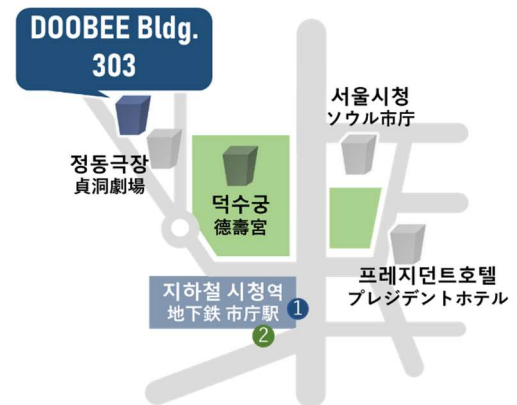 DOOBEE Bldg.
303
서울시청
ソウル市庁
정동극장
貞洞劇場
덕수궁
德壽宮
프레지던트호텔
プレジデントホテル
지하철 시청역
地下鉄 市庁駅
1
2